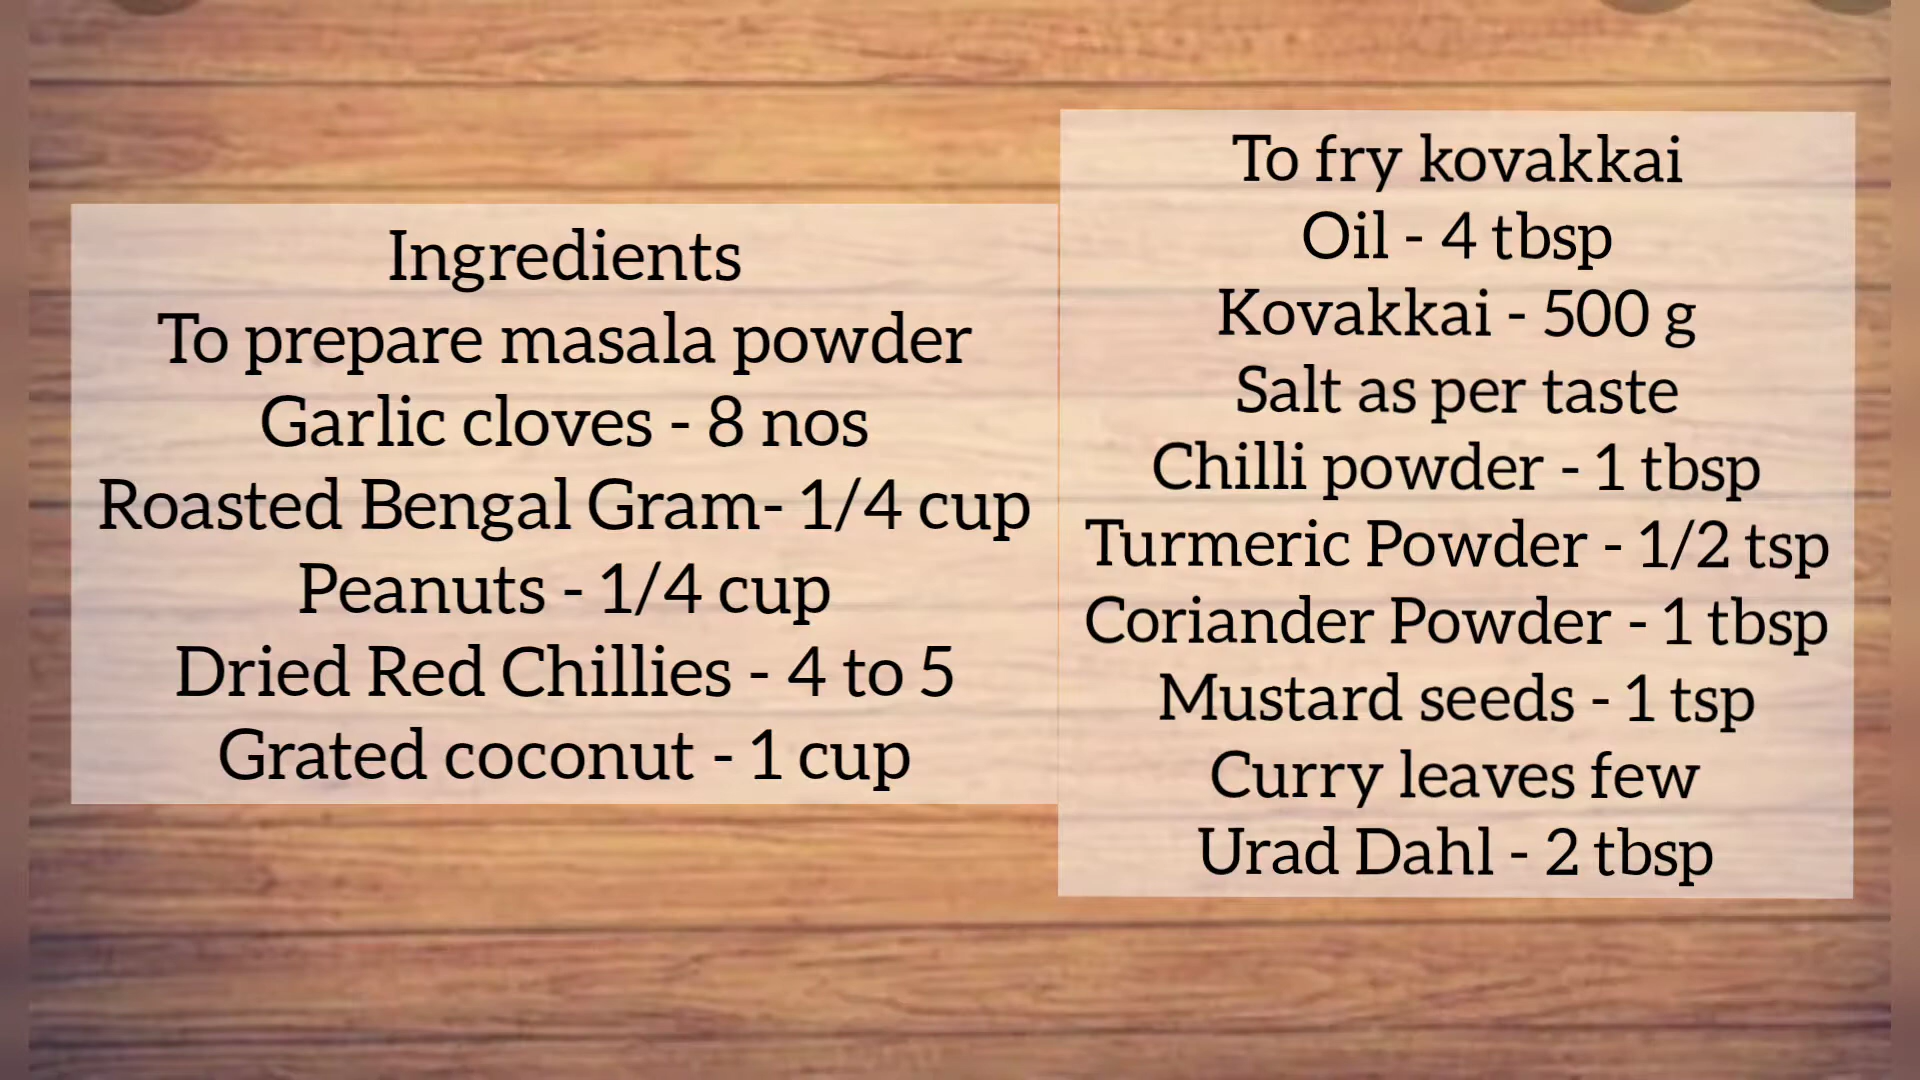 Ingredients
To prepare masala powder
Garlic cloves - 8 nos
Roasted Bengal Gram- 1/4 cup
Peanuts - 1/4 cup
Dried Red Chillies - 4 to 5
Grated coconut - 1 cup
To fry kovakkai
Oil - 4 tbsp
Kovakkai - 500 g
Salt as per taste
Chilli powder - 1 tbsp
Turmeric Powder - 1/2 tsp
Coriander Powder - 1 tbsp
Mustard seeds - 1 tsp
Curry leaves few
Urad Dahl - 2 tbsp